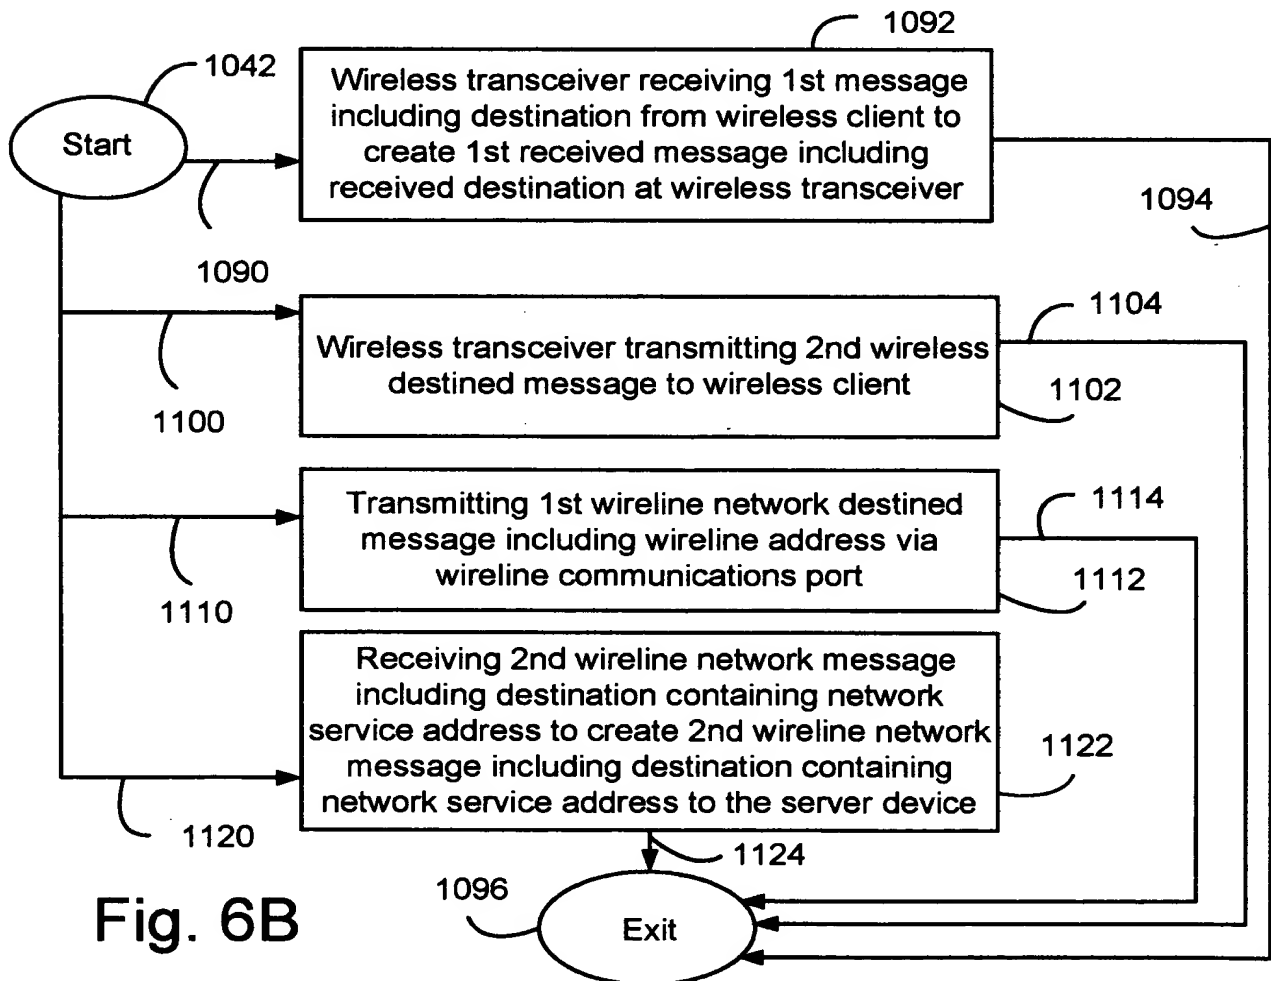 1092
1042
Start
Wireless transceiver receiving 1st message
including destination from wireless client to
create 1st received message including
received destination at wireless transceiver
1094
1090
1104
Wireless transceiver transmitting 2nd wireless
destined message to wireless client
1102
1100
Transmitting 1st wireline network destined
message including wireline address via
wireline communications port
1114
1112
1110
Receiving 2nd wireline network message
including destination containing network
service address to create 2nd wireline network
message including destination containing
network service address to the server device
1122
1120
1124
1096
Exit
Fig. 6B